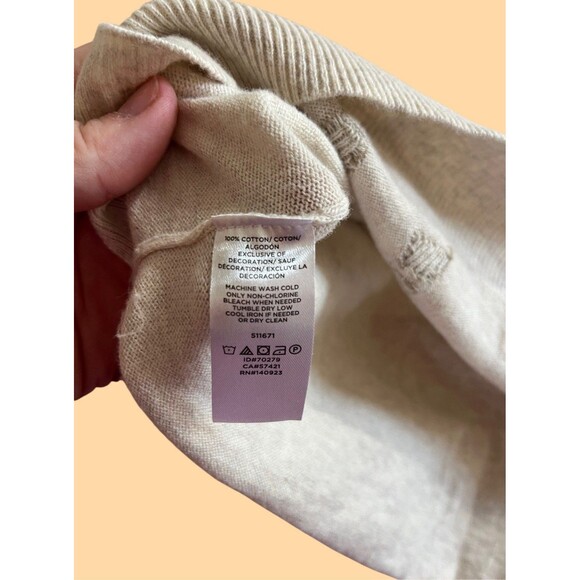 100% COTTON/ COTON/
ALGODÓN
EXCLUSIVE OF
DECORATION/ SAUF
DÉCORATION/ EXCLUYE LA
DECORACIÓN
MACHINE WASH COLD
ONLY NON-CHLORINE
BLEACH WHEN NEEDED
TUMBLE DRY LOW
COOL IRON IF NEEDED
OR DRY CLEAN
511671
ID#70279
CA#57421
RN#140923